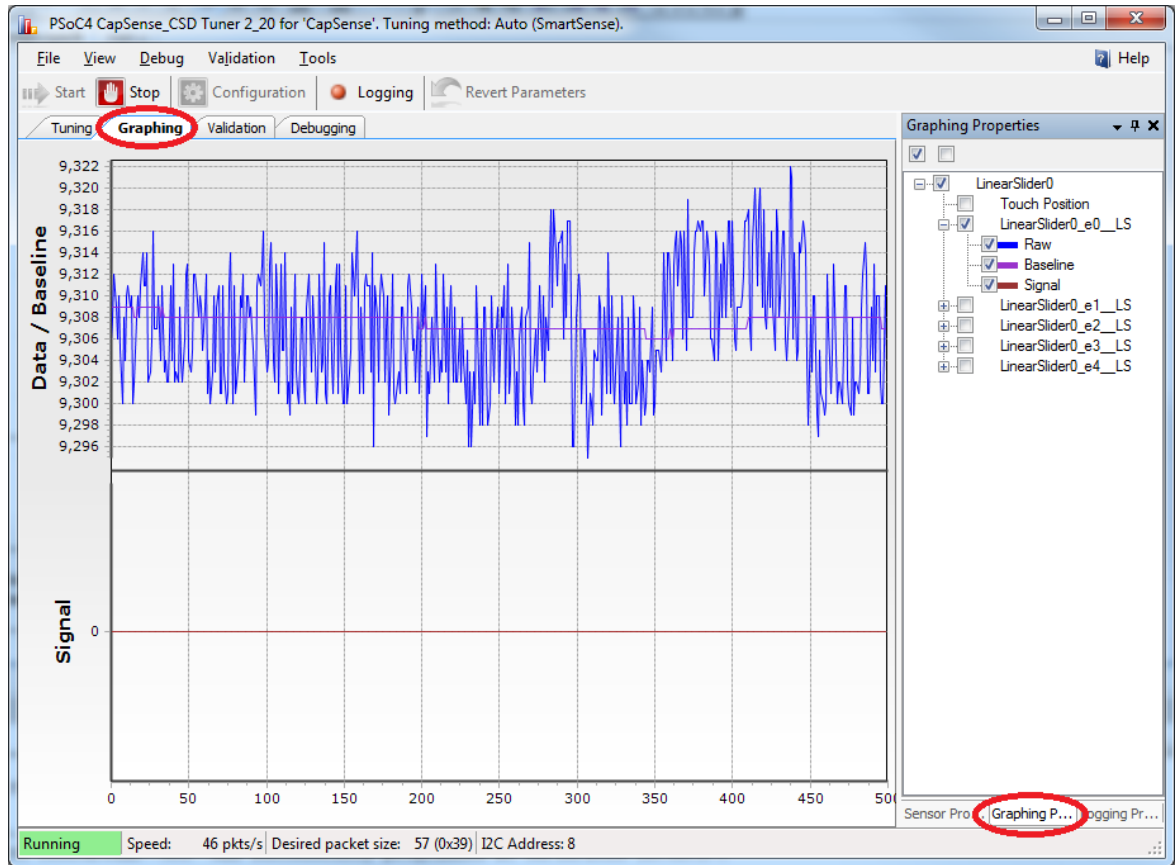 PSoC4 CapSense_CSD Tuner 2_20 for 'CapSense'. Tuning method: Auto (SmartSense).
File View Debug Validation Tools Help
Start Stop Configuration Logging Revert Parameters
Tuning Graphing Validation Debugging
Graphing Properties
LinearSlider0
Touch Position
LinearSlider0_e0__LS
Raw
Baseline
Signal
LinearSlider0_e1__LS
LinearSlider0_e2__LS
LinearSlider0_e3__LS
LinearSlider0_e4__LS
Data / Baseline
9,322
9,320
9,318
9,316
9,314
9,312
9,310
9,308
9,306
9,304
9,302
9,300
9,298
9,296
Signal
0
0 50 100 150 200 250 300 350 400 450 50
Sensor Pro... Graphing P... ogging Pr...
Running Speed: 46 pkts/s Desired packet size: 57 (0x39) I2C Address: 8